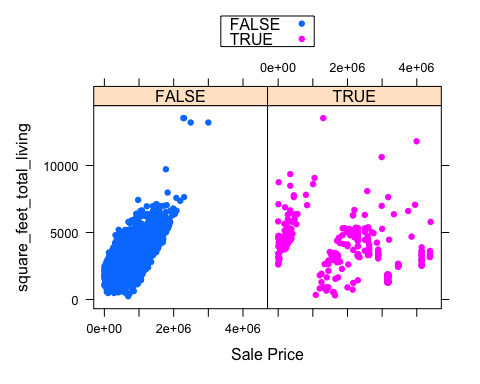 FALSE
TRUE
0e+00 2e+06 4e+06
FALSE TRUE
square_feet_total_living
10000
5000
0
0e+00 2e+06 4e+06
Sale Price